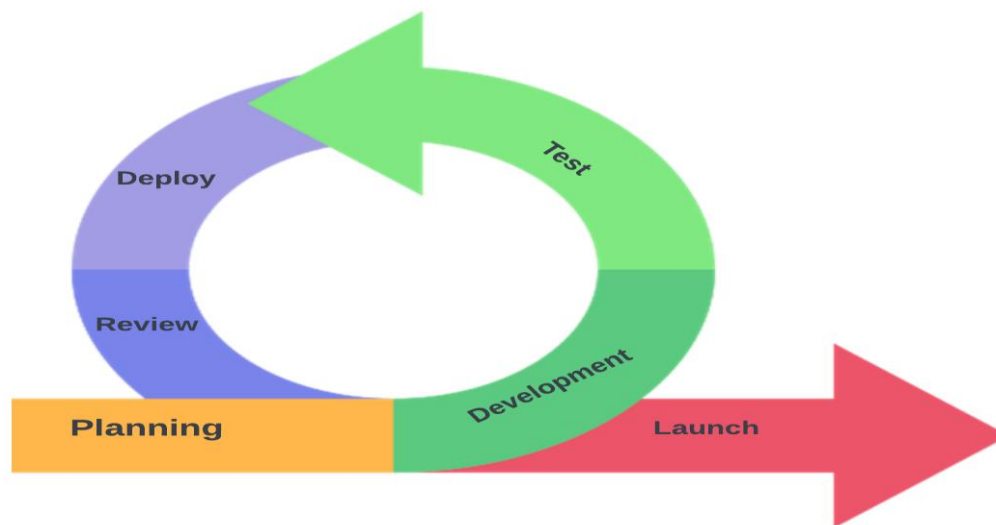 Test
Deploy
Review
Development
Planning
Launch